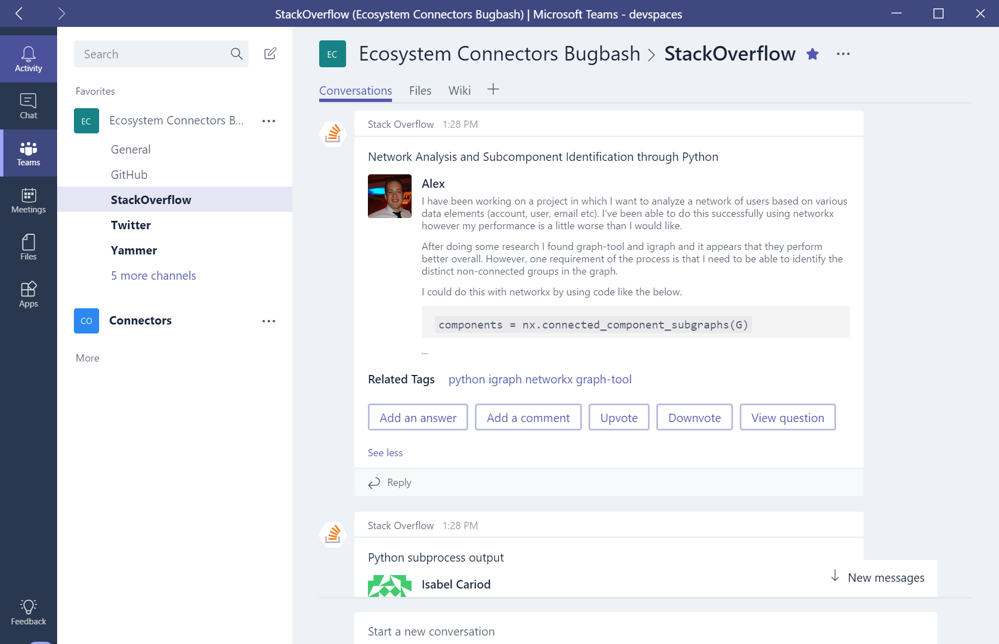 StackOverflow (Ecosystem Connectors Bugbash) | Microsoft Teams - devspaces
Activity
Chat
Teams
Meetings
Files
Apps
Feedback
Search
Favorites
EC
Ecosystem Connectors B...
General
GitHub
StackOverflow
Twitter
Yammer
5 more channels
CO
Connectors
More
EC
Ecosystem Connectors Bugbash > StackOverflow
Conversations Files Wiki
Stack Overflow 1:28 PM
Network Analysis and Subcomponent Identification through Python
Alex
I have been working on a project in which I want to analyze a network of users based on various
data elements (account, user, email etc). I've been able to do this successfully using networkx
however my performance is a little worse than I would like.
After doing some research I found graph-tool and igraph and it appears that they perform
better overall. However, one requirement of the process is that I need to be able to identify the
distinct non-connected groups in the graph.
I could do this with networkx by using code like the below.
components = nx.connected_component_subgraphs(G)
...
Related Tags python igraph networkx graph-tool
Add an answer Add a comment Upvote Downvote View question
See less
Reply
Stack Overflow 1:28 PM
Python subprocess output
Isabel Cariod
New messages
Start a new conversation